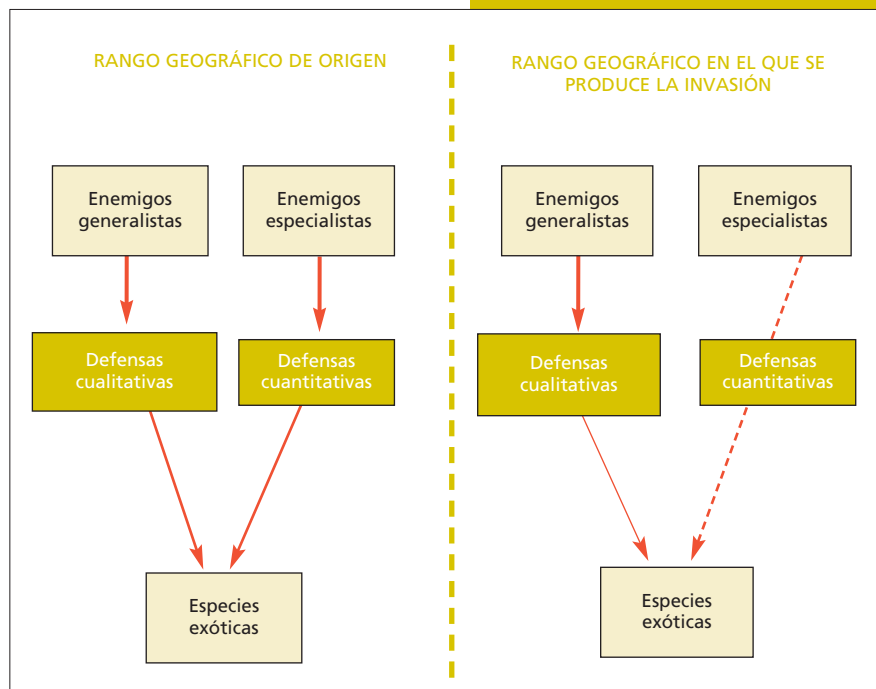 RANGO GEOGRÁFICO DE ORIGEN
Enemigos
generalistas
Enemigos
especialistas
Defensas
cualitativas
Defensas
cuantitativas
Especies
exóticas
RANGO GEOGRÁFICO EN EL QUE SE
PRODUCE LA INVASIÓN
Enemigos
generalistas
Enemigos
especialistas
Defensas
cualitativas
Defensas
cuantitativas
Especies
exóticas